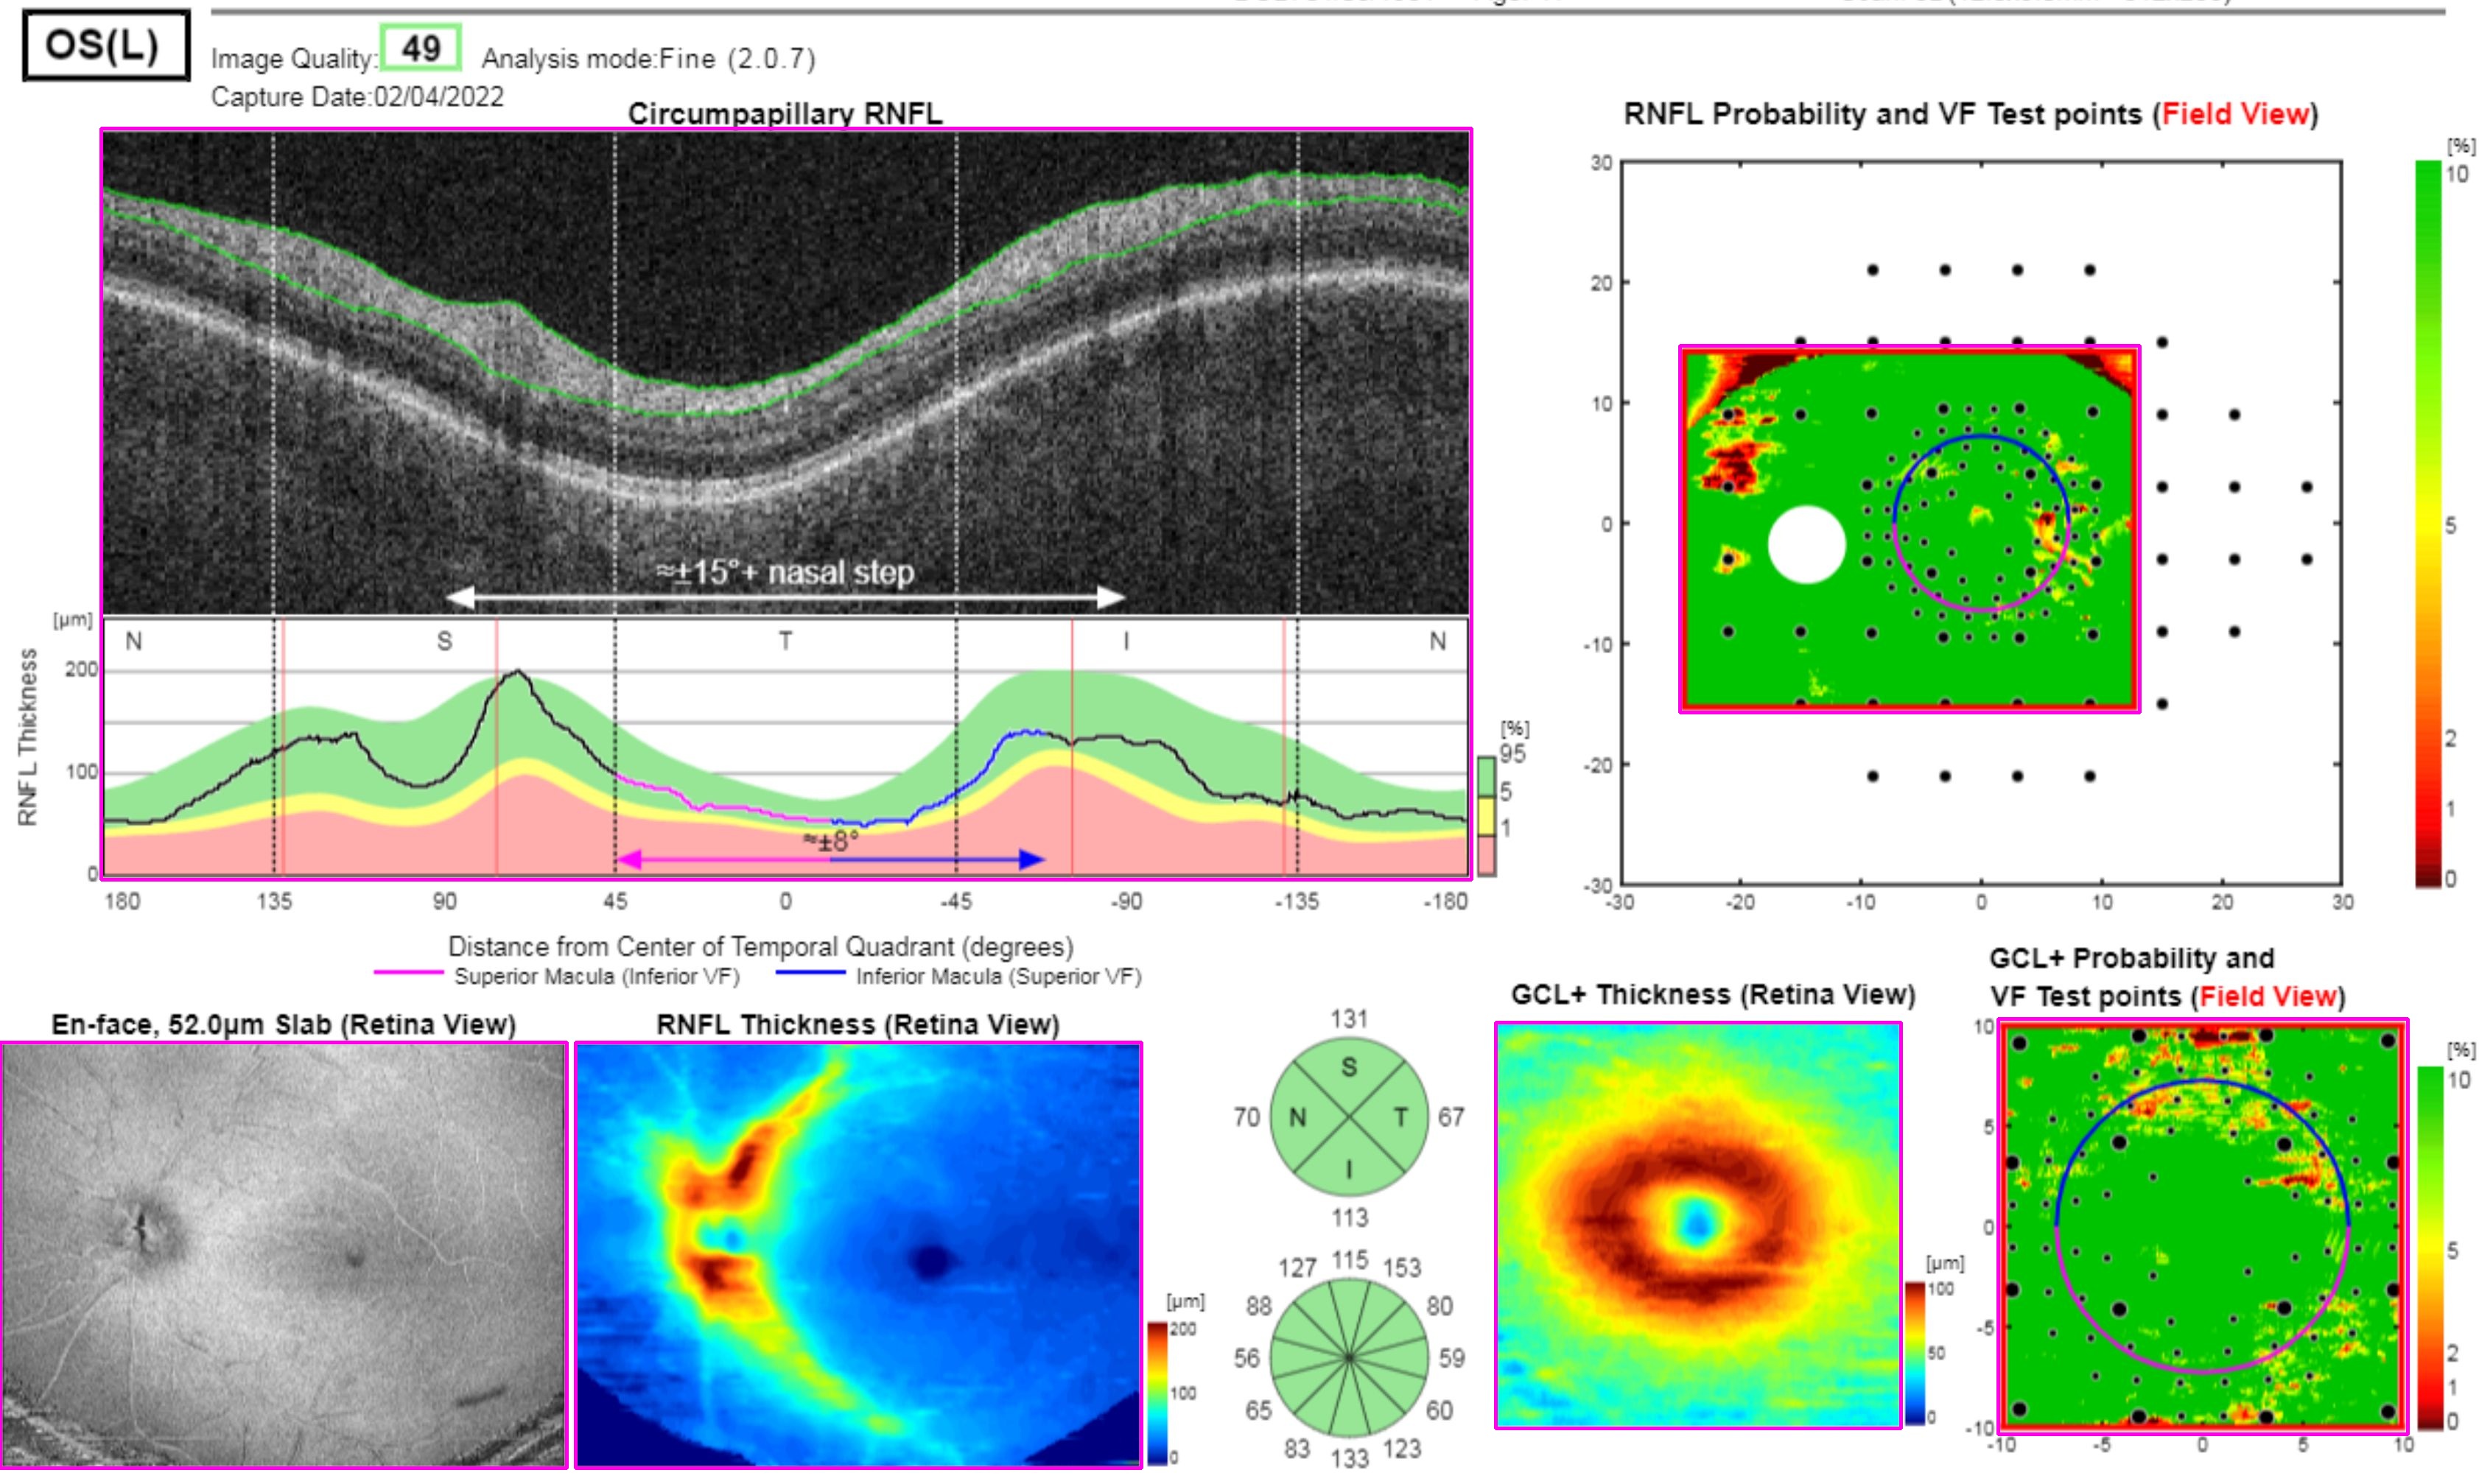 OS(L)
Image Quality: 49 Analysis mode:Fine (2.0.7)
Capture Date:02/04/2022
Circumpapillary RNFL
≈±15°+ nasal step
[µm]
N S T I N
200
100
0
RNFL Thickness
≈±8°
[%]
95
5
1
180 135 90 45 0 -45 -90 -135 -180
Distance from Center of Temporal Quadrant (degrees)
Superior Macula (Inferior VF) Inferior Macula (Superior VF)
RNFL Probability and VF Test points (Field View)
30
20
10
0
-10
-20
-30
-30 -20 -10 0 10 20 30
[%]
10
5
2
1
0
En-face, 52.0µm Slab (Retina View)
RNFL Thickness (Retina View)
[µm]
200
100
0
131
S
70 N T 67
I
113
127 115 153
88 80
56 59
65 60
83 133 123
GCL+ Thickness (Retina View)
[µm]
100
50
0
GCL+ Probability and
VF Test points (Field View)
10
5
0
-5
-10
-10 -5 0 5 10
[%]
10
5
2
1
0